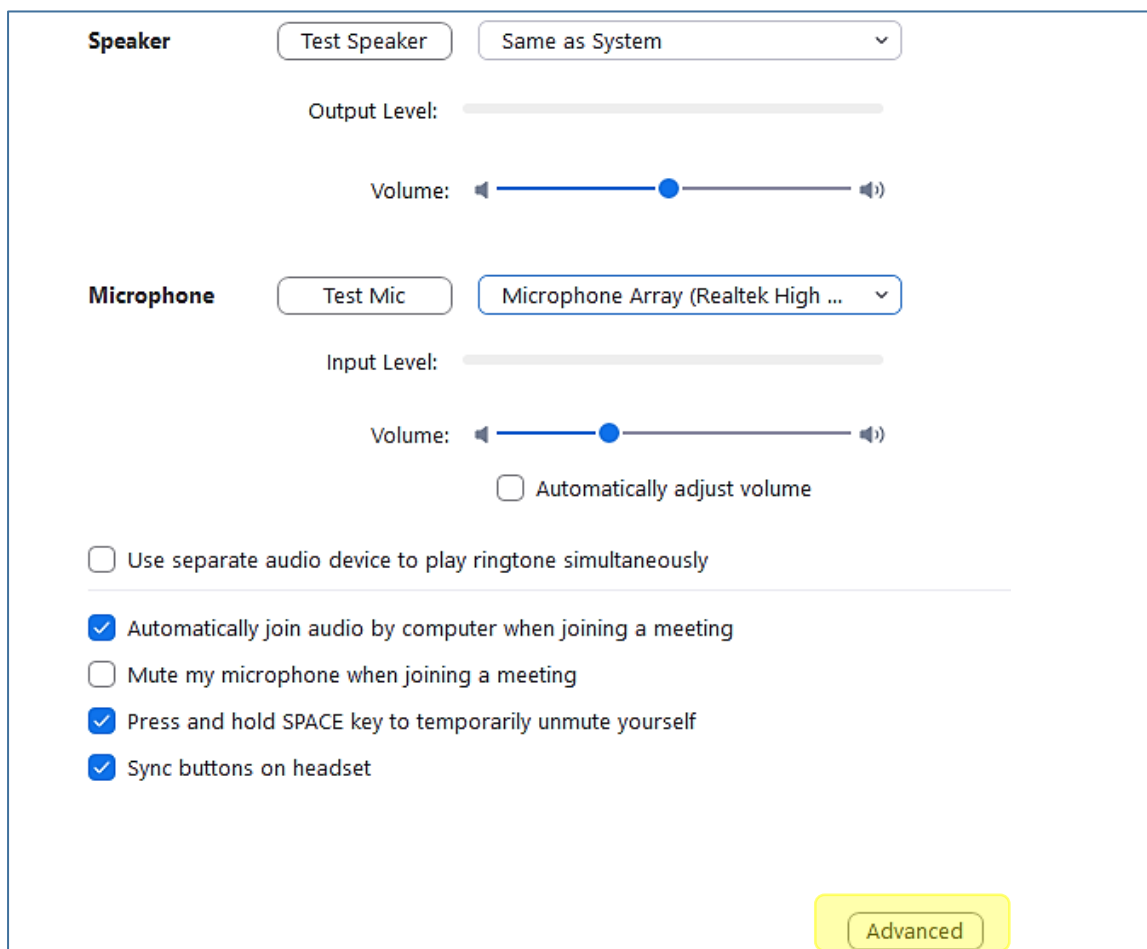 Speaker Test Speaker Same as System
Output Level:
Volume:
Microphone Test Mic Microphone Array (Realtek High ...
Input Level:
Volume:
Automatically adjust volume
Use separate audio device to play ringtone simultaneously
Automatically join audio by computer when joining a meeting
Mute my microphone when joining a meeting
Press and hold SPACE key to temporarily unmute yourself
Sync buttons on headset
Advanced